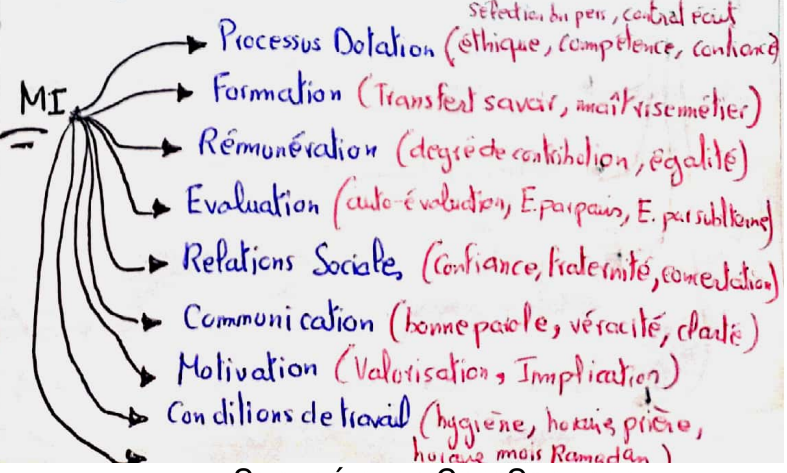 Sélection du pers, contrat écrit
MI
Processus Dotation (éthique, compétence, confiance)
Formation (Transfert savoir, maîtrise métier)
Rémunération (degré de contribution, égalité)
Evaluation (auto-évaluation, E. par pairs, E. par subalterne)
Relations Sociale, (Confiance, fraternité, concertation)
Communication (bonne parole, véracité, clarté)
Motivation (Valorisation, Implication)
Conditions de travail (hygiène, horaire prière,
horaire mois Ramadan)